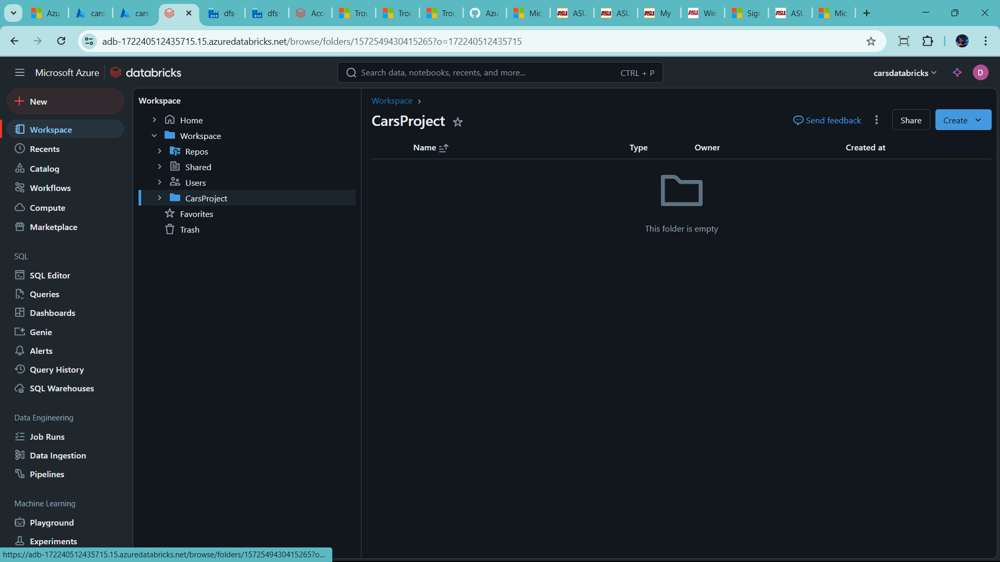 Azu
card
cars
dfs-
dfs-
Acc
Trou
Trou
Trou
Azu
Mic
ASU
ASU
My
Win
Sign
ASU
Mic
adb-172240512435715.15.azuredatabricks.net/browse/folders/1572549430415265?o=172240512435715
Microsoft Azure
databricks
Search data, notebooks, recents, and more...
CTRL + P
carsdatabricks
D
New
Workspace
Recents
Catalog
Workflows
Compute
Marketplace
SQL
SQL Editor
Queries
Dashboards
Genie
Alerts
Query History
SQL Warehouses
Data Engineering
Job Runs
Data Ingestion
Pipelines
Machine Learning
Playground
Experiments
Workspace
Home
Workspace
Repos
Shared
Users
CarsProject
Favorites
Trash
Workspace ›
CarsProject
Send feedback
Share
Create
Name
Type
Owner
Created at
This folder is empty
https://adb-172240512435715.15.azuredatabricks.net/browse/folders/1572549430415265?o...